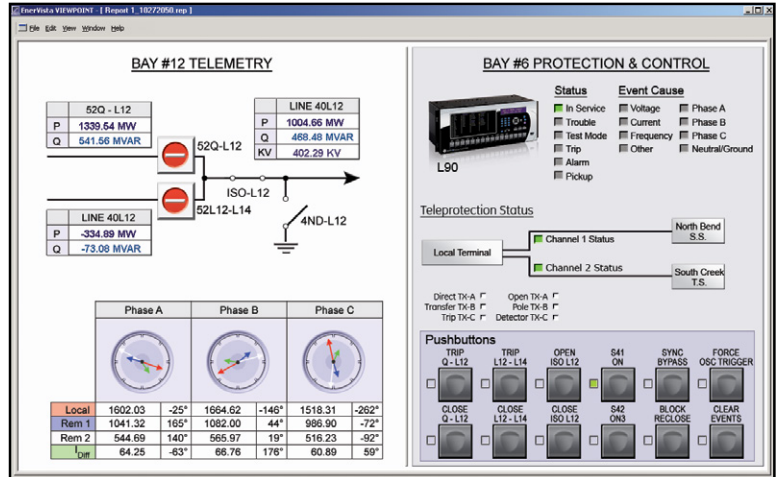 EnerVista VIEWPOINT - [ Report 1_10272050.rep ]
File Edit View Window Help
BAY #12 TELEMETRY
52Q - L12
P 1339.54 MW
Q 541.56 MVAR
LINE 40L12
P 1004.66 MW
Q 468.48 MVAR
KV 402.29 KV
52Q-L12
ISO-L12
52L12-L14
4ND-L12
LINE 40L12
P -334.89 MW
Q -73.08 MVAR
Phase A Phase B Phase C
Local 1602.03 -25° 1664.62 -146° 1518.31 -262°
Rem 1 1041.32 165° 1082.00 44° 986.90 -72°
Rem 2 544.69 140° 565.97 19° 516.23 -92°
IDiff 64.25 -63° 66.76 176° 60.89 59°
BAY #6 PROTECTION & CONTROL
L90
Status
In Service
Trouble
Test Mode
Trip
Alarm
Pickup
Event Cause
Voltage Phase A
Current Phase B
Frequency Phase C
Other Neutral/Ground
Teleprotection Status
Local Terminal
Channel 1 Status
North Bend
S.S.
Channel 2 Status
South Creek
T.S.
Direct TX-A Open TX-A
Transfer TX-B Pole TX-B
Trip TX-C Detector TX-C
Pushbuttons
TRIP
Q - L12
TRIP
L12 - L14
OPEN
ISO L12
S41
ON
SYNC
BYPASS
FORCE
OSC TRIGGER
CLOSE
Q - L12
CLOSE
L12 - L14
CLOSE
ISO L12
S42
ON3
BLOCK
RECLOSE
CLEAR
EVENTS